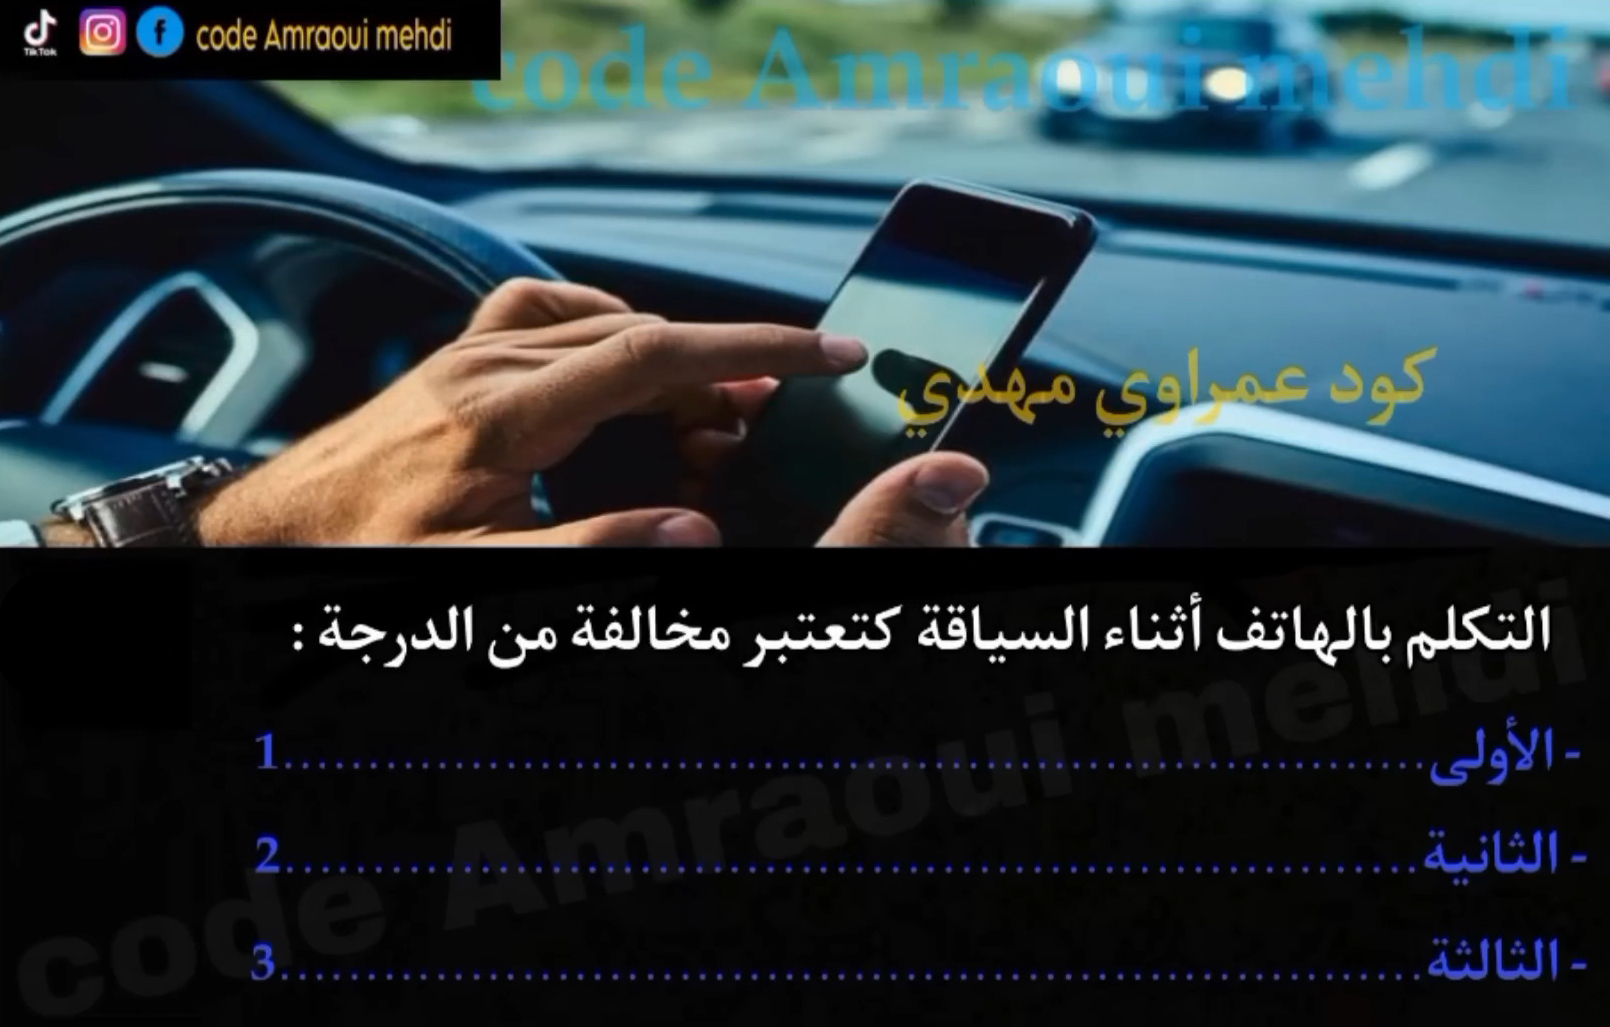 TikTok
code Amraoui mehdi
code Amraoui mehdi
كود عمراوي مهدي
التكلم بالهاتف أثناء السياقة كتعتبر مخالفة من الدرجة :
- الأولى............................................................1
- الثانية............................................................2
- الثالثة............................................................3
code Amraoui mehdi